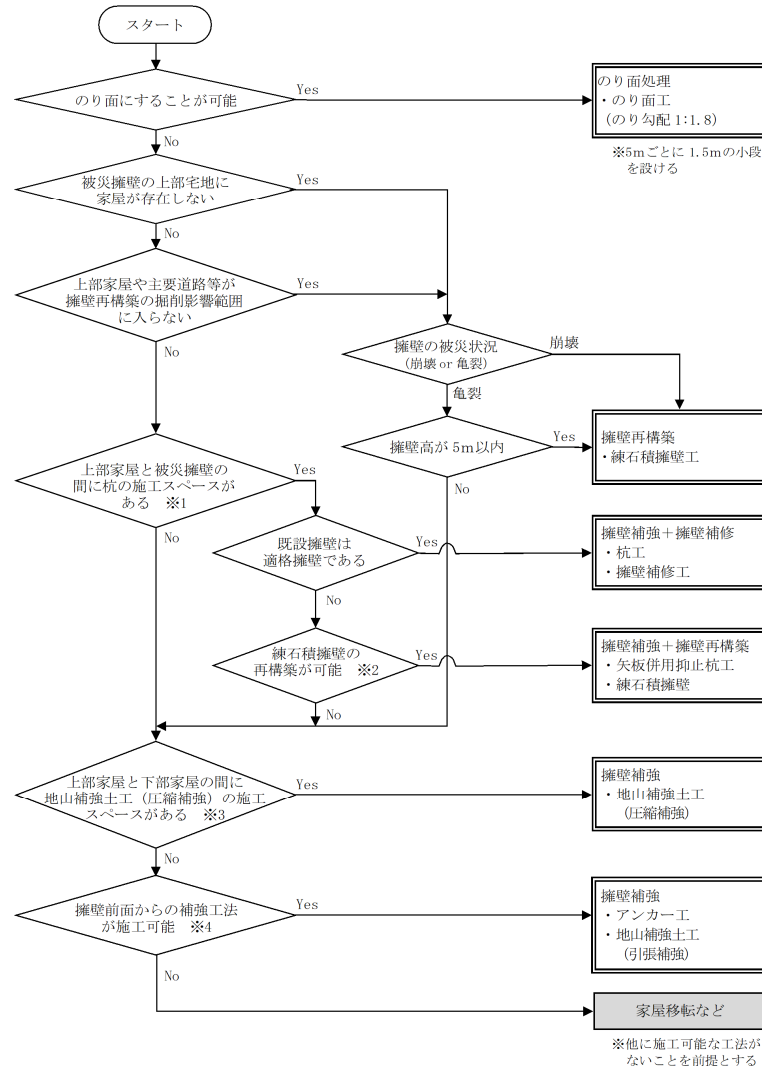 スタート
のり面にすることが可能
Yes
No
のり面処理
・のり面工
(のり勾配 1:1.8)
※5mごとに 1.5mの小段
を設ける
被災擁壁の上部宅地に
家屋が存在しない
Yes
No
上部家屋や主要道路等が
擁壁再構築の掘削影響範囲
に入らない
Yes
No
擁壁の被災状況
(崩壊 or 亀裂)
崩壊
亀裂
擁壁高が 5m以内
Yes
No
擁壁再構築
・練石積擁壁工
上部家屋と被災擁壁の
間に杭の施工スペースが
ある ※1
Yes
No
既設擁壁は
適格擁壁である
Yes
No
擁壁補強+擁壁補修
・杭工
・擁壁補修工
練石積擁壁の
再構築が可能 ※2
Yes
No
擁壁補強+擁壁再構築
・矢板併用抑止杭工
・練石積擁壁
上部家屋と下部家屋の間に
地山補強土工(圧縮補強)の施工
スペースがある ※3
Yes
No
擁壁補強
・地山補強土工
(圧縮補強)
擁壁前面からの補強工法
が施工可能 ※4
Yes
No
擁壁補強
・アンカー工
・地山補強土工
(引張補強)
家屋移転など
※他に施工可能な工法が
ないことを前提とする